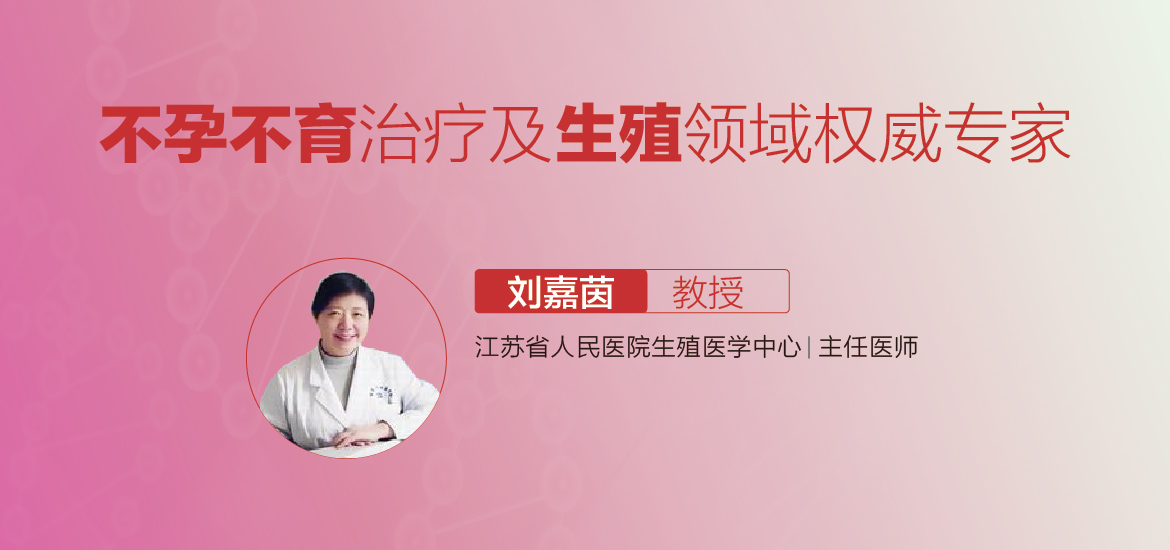 不孕不育治疗及生殖领域权威专家
刘嘉茵 教授
江苏省人民医院生殖医学中心|主任医师